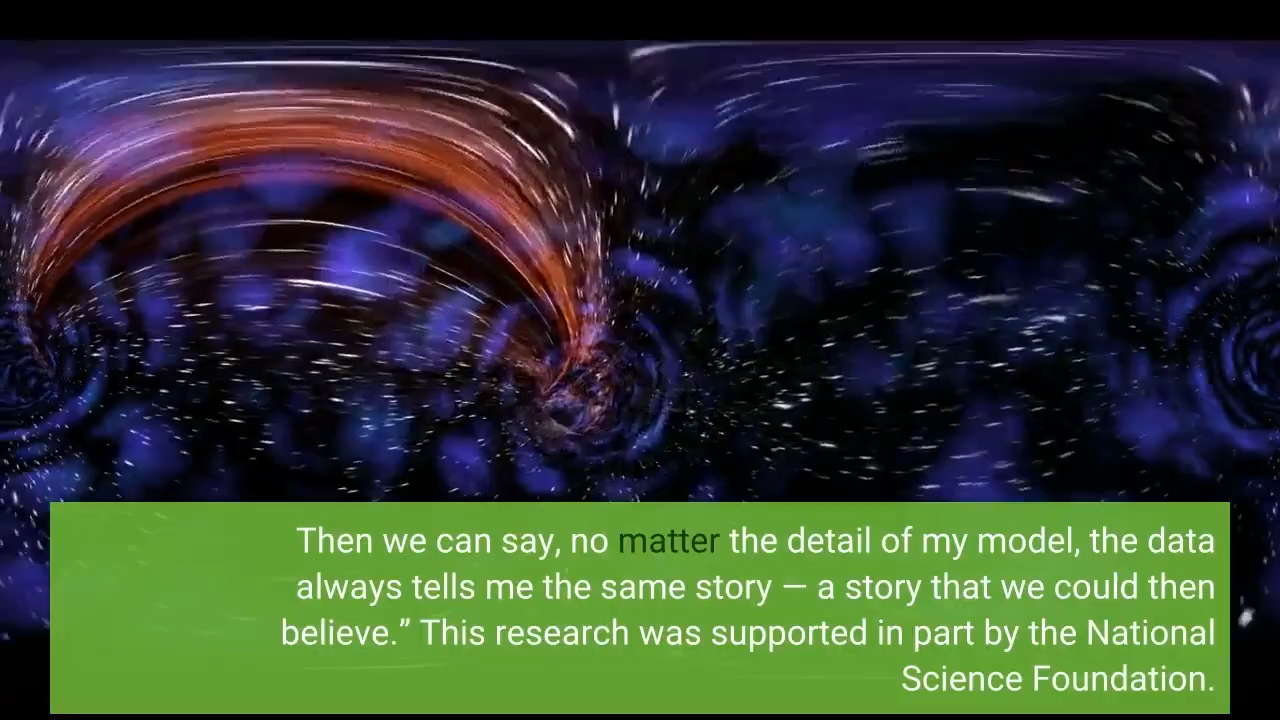 Then we can say, no matter the detail of my model, the data
always tells me the same story — a story that we could then
believe.” This research was supported in part by the National
Science Foundation.